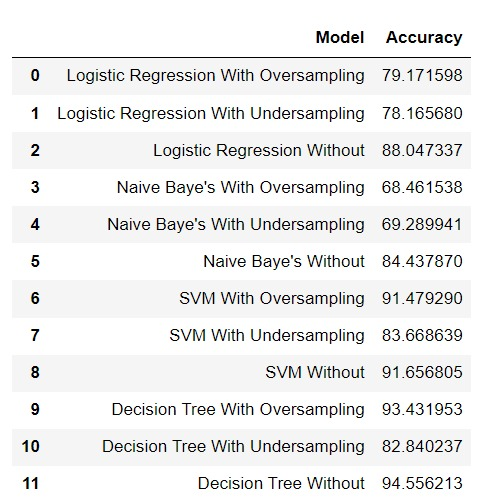 Model Accuracy
0 Logistic Regression With Oversampling 79.171598
1 Logistic Regression With Undersampling 78.165680
2 Logistic Regression Without 88.047337
3 Naive Baye's With Oversampling 68.461538
4 Naive Baye's With Undersampling 69.289941
5 Naive Baye's Without 84.437870
6 SVM With Oversampling 91.479290
7 SVM With Undersampling 83.668639
8 SVM Without 91.656805
9 Decision Tree With Oversampling 93.431953
10 Decision Tree With Undersampling 82.840237
11 Decision Tree Without 94.556213